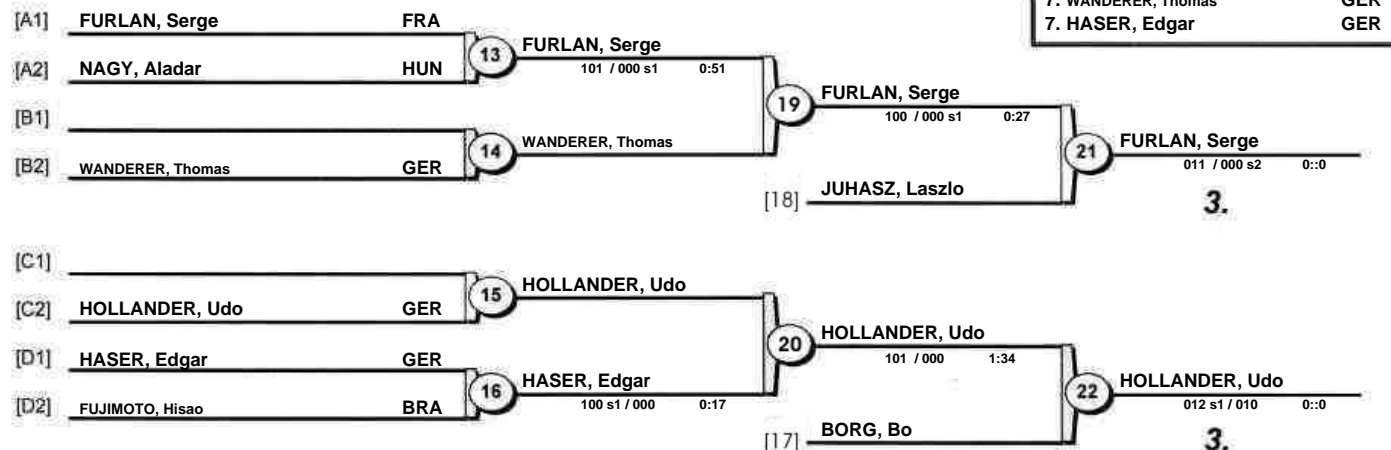 7. WANDERER, Thomas GER
7. HASER, Edgar GER
[A1] FURLAN, Serge FRA
13 FURLAN, Serge
101 / 000 s1 0:51
[A2] NAGY, Aladar HUN
19 FURLAN, Serge
100 / 000 s1 0:27
[B1]
14 WANDERER, Thomas
[B2] WANDERER, Thomas GER
21 FURLAN, Serge
011 / 000 s2 0::0
[18] JUHASZ, Laszlo
3.
[C1]
15 HOLLANDER, Udo
[C2] HOLLANDER, Udo GER
20 HOLLANDER, Udo
101 / 000 1:34
[D1] HASER, Edgar GER
16 HASER, Edgar
100 s1 / 000 0:17
[D2] FUJIMOTO, Hisao BRA
22 HOLLANDER, Udo
012 s1 / 010 0::0
[17] BORG, Bo
3.